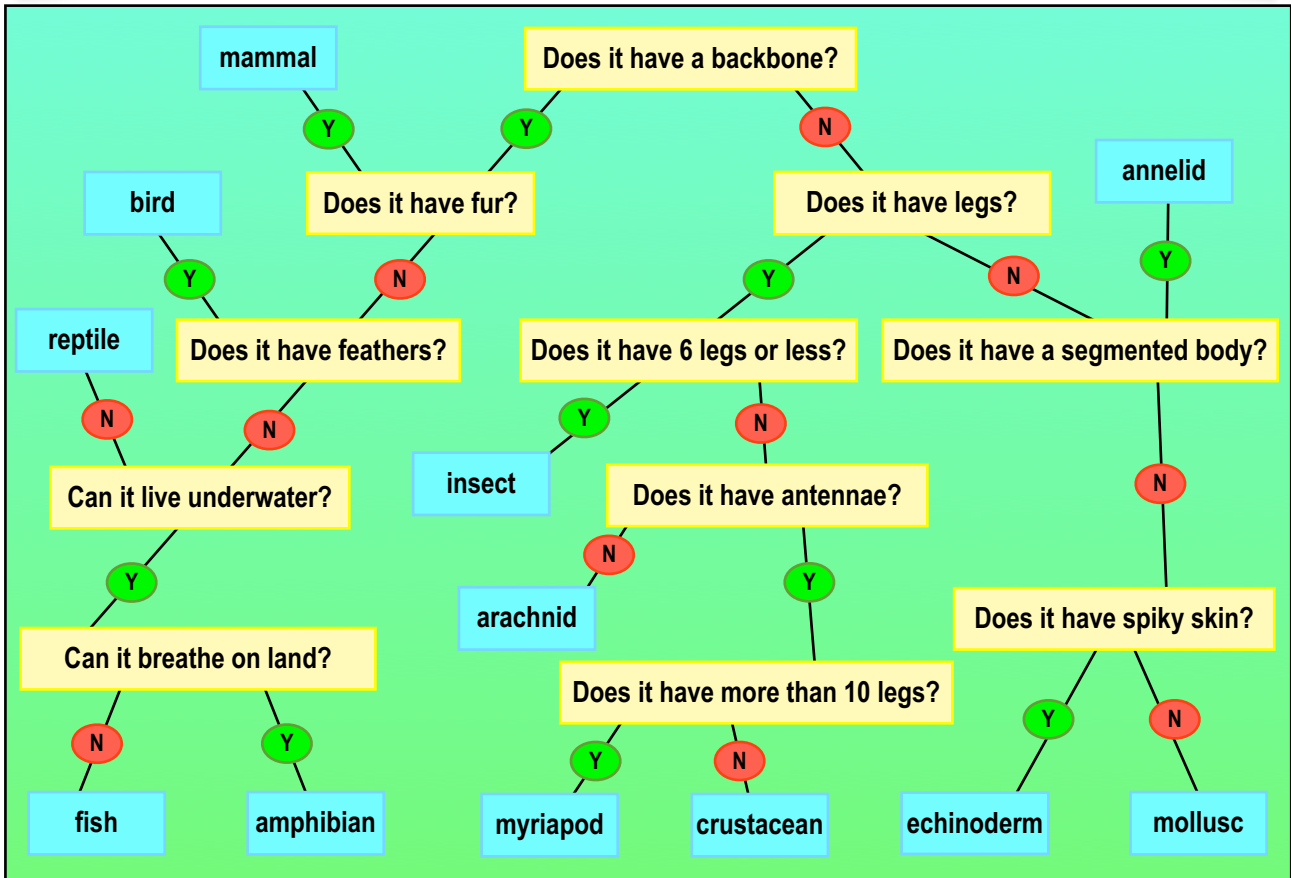 mammal
Does it have a backbone?
Y
Y
N
annelid
bird
Does it have fur?
Does it have legs?
Y
Y
N
Y
N
reptile
Does it have feathers?
Does it have 6 legs or less?
Does it have a segmented body?
N
N
Y
N
insect
Can it live underwater?
Does it have antennae?
N
N
Y
Y
arachnid
Does it have spiky skin?
Can it breathe on land?
Does it have more than 10 legs?
N
Y
Y
N
Y
N
fish
amphibian
myriapod
crustacean
echinoderm
mollusc